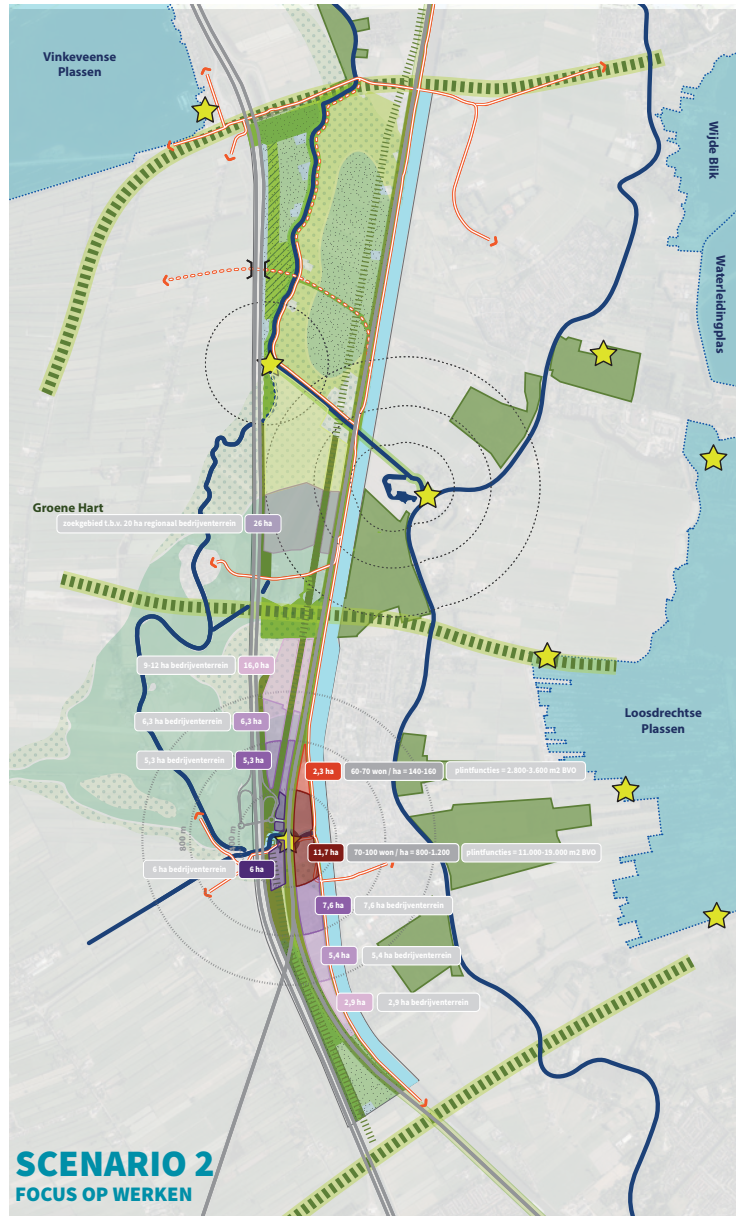 Vinkeveense
Plassen
Wijde Blik
Waterleidingplas
Groene Hart
zoekgebied t.b.v. 20 ha regionaal bedrijventerrein 26 ha
9-12 ha bedrijventerrein 16,0 ha
6,3 ha bedrijventerrein 6,3 ha
Loosdrechtse
Plassen
5,3 ha bedrijventerrein 5,3 ha
2,3 ha 60-70 won / ha = 140-160 plintfuncties = 2.800-3.600 m2 BVO
800 m
11,7 ha 70-100 won / ha = 800-1.200 plintfuncties = 11.000-19.000 m2 BVO
6 ha bedrijventerrein 6 ha
7,6 ha 7,6 ha bedrijventerrein
5,4 ha 5,4 ha bedrijventerrein
2,9 ha 2,9 ha bedrijventerrein
SCENARIO 2
FOCUS OP WERKEN